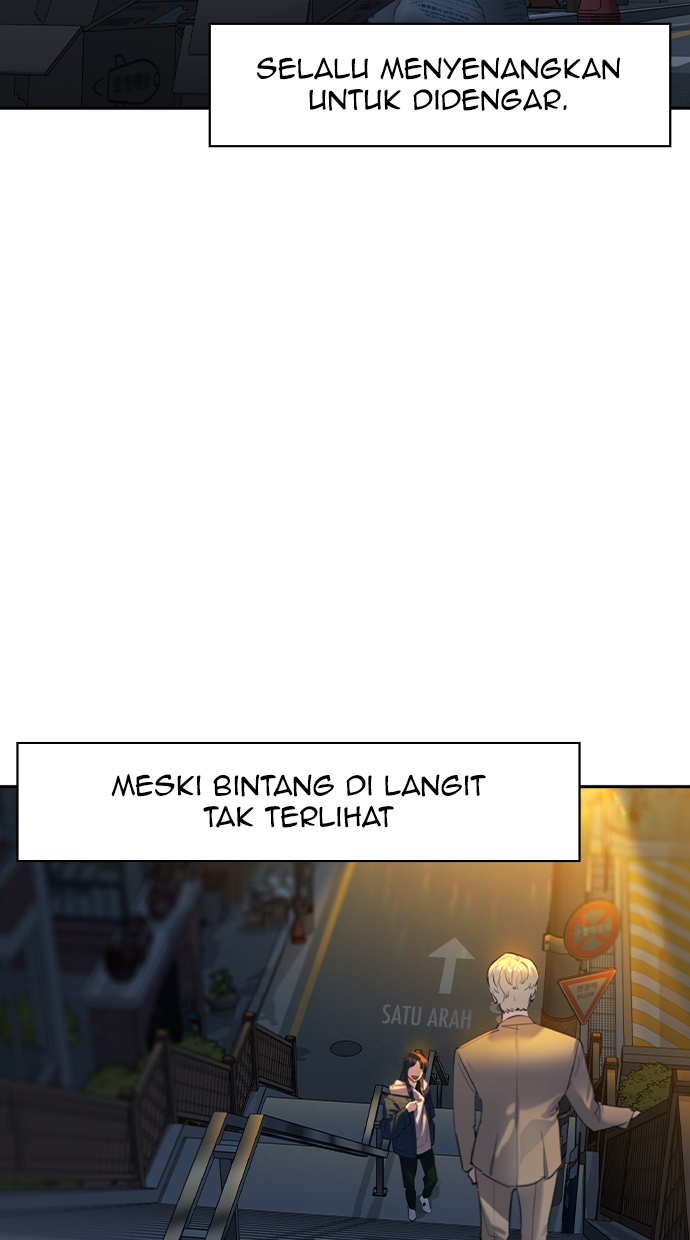 SELALU MENYENANGKAN
UNTUK DIDENGAR.
MESKI BINTANG DI LANGIT
TAK TERLIHAT
SATU ARAH